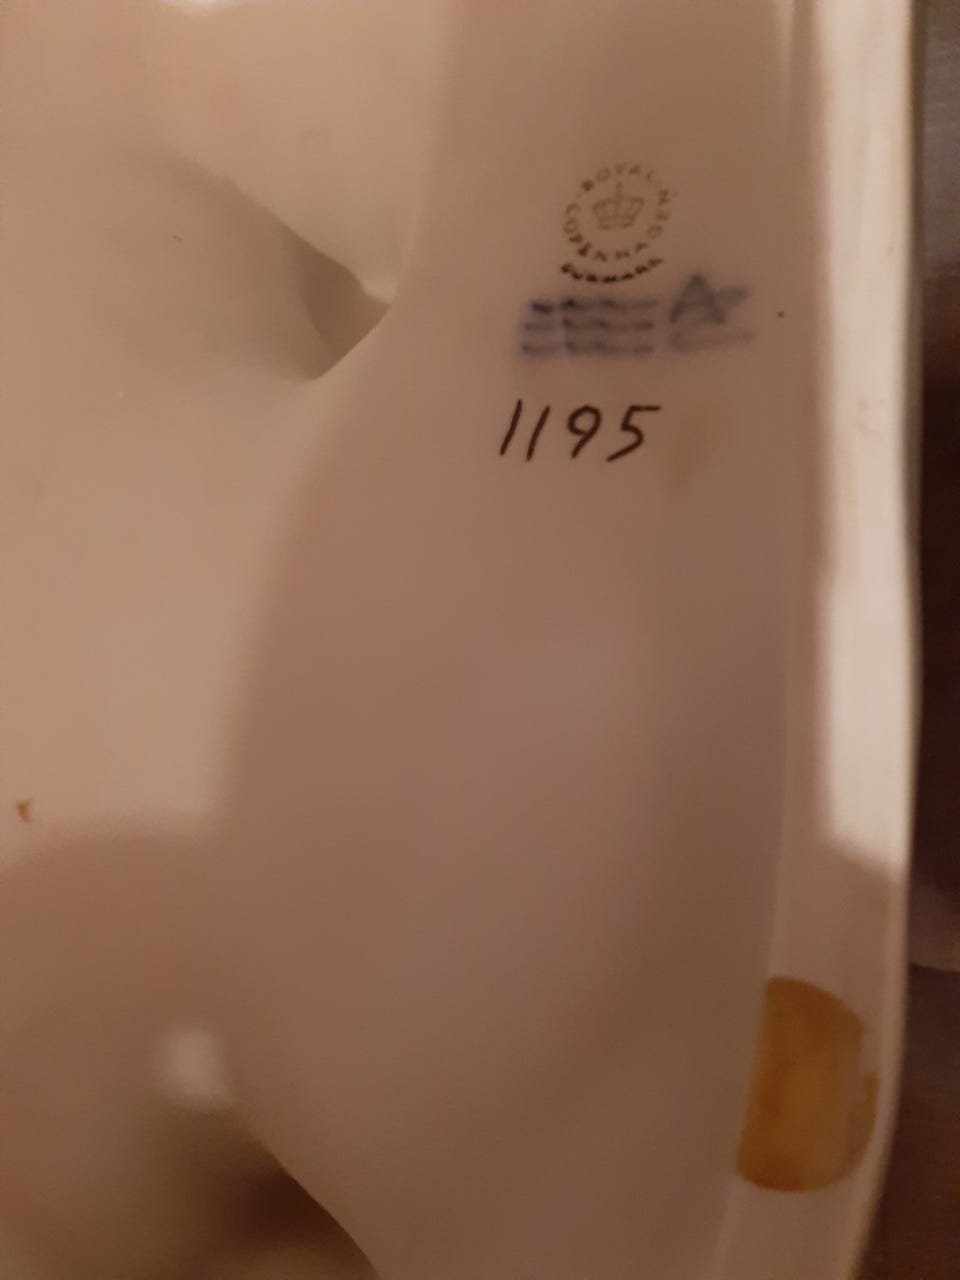 ROYAL COPENHAGEN
DENMARK
1195